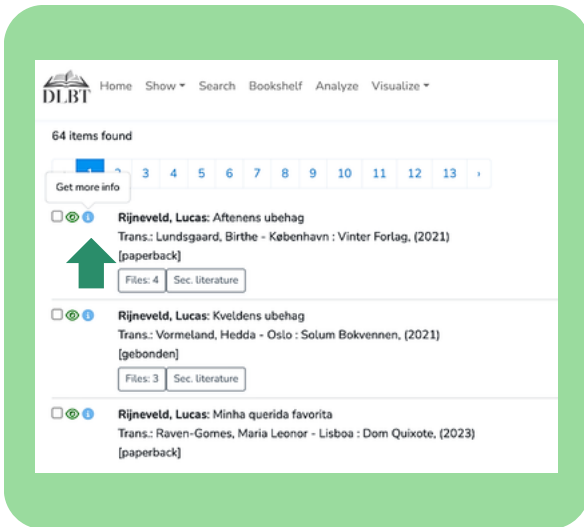 DLBT Home Show Search Bookshelf Analyze Visualize
64 items found
1 2 3 4 5 6 7 8 9 10 11 12 13 ›
Get more info
Rijneveld, Lucas: Aftenens ubehag
Trans.: Lundsgaard, Birthe - København : Vinter Forlag, (2021)
[paperback]
Files: 4 Sec. literature
Rijneveld, Lucas: Kveldens ubehag
Trans.: Vormeland, Hedda - Oslo : Solum Bokvennen, (2021)
[gebonden]
Files: 3 Sec. literature
Rijneveld, Lucas: Minha querida favorita
Trans.: Raven-Gomes, Maria Leonor - Lisboa : Dom Quixote, (2023)
[paperback]